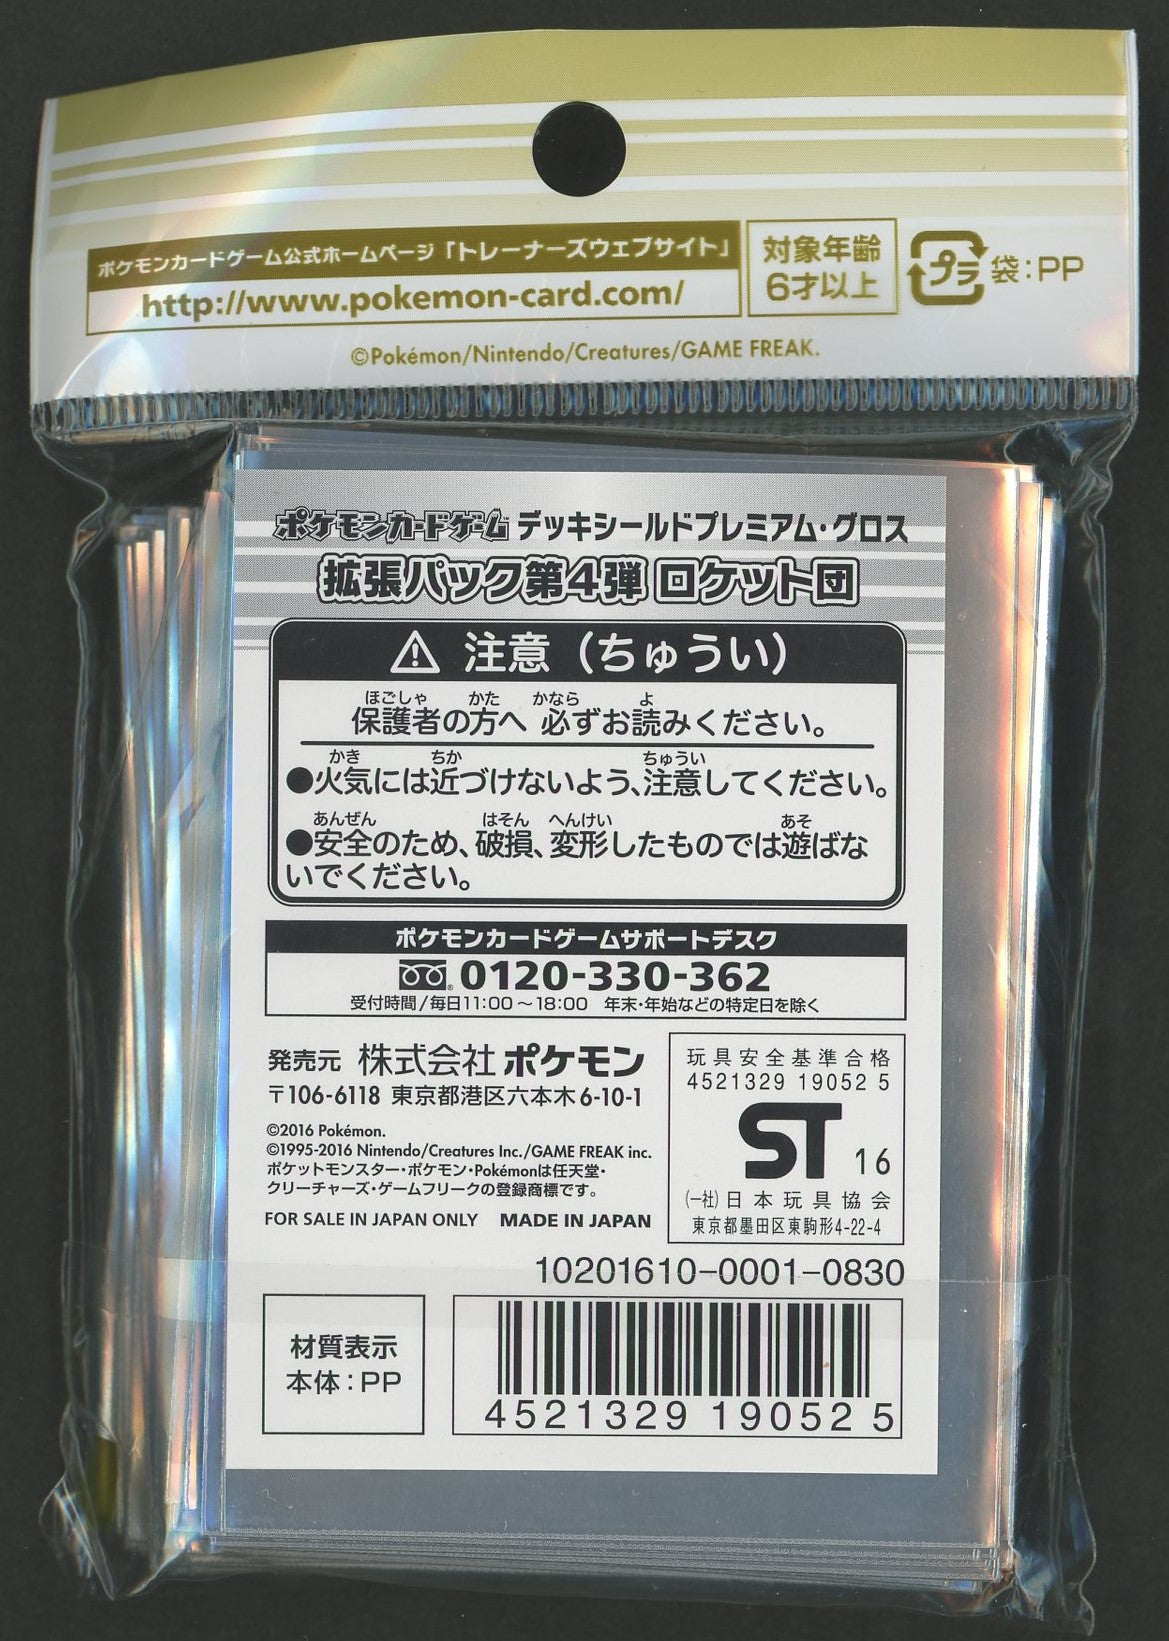 ポケモンカードゲーム公式ホームページ「トレーナーズウェブサイト」
http://www.pokemon-card.com/
対象年齢
6才以上
プラ
袋：PP
©Pokémon/Nintendo/Creatures/GAME FREAK.
ポケモンカードゲーム デッキシールドプレミアム・グロス
拡張パック第4弾 ロケット団
注意（ちゅうい）
ほごしゃ かた かなら よ
保護者の方へ 必ずお読みください。
かき ちか ちゅうい
●火気には近づけないよう、注意してください。
あんぜん はそん へんけい あそ
●安全のため、破損、変形したものでは遊ばな
いでください。
ポケモンカードゲームサポートデスク
0120-330-362
受付時間/毎日11:00～18:00 年末・年始などの特定日を除く
発売元 株式会社 ポケモン
〒106-6118 東京都港区六本木6-10-1
©2016 Pokémon.
©1995-2016 Nintendo/Creatures Inc./GAME FREAK inc.
ポケットモンスター・ポケモン・Pokémonは任天堂・
クリーチャーズ・ゲームフリークの登録商標です。
FOR SALE IN JAPAN ONLY MADE IN JAPAN
玩具安全基準合格
4521329 19052 5
ST 16
(一社)日本玩具協会
東京都墨田区東駒形4-22-4
10201610-0001-0830
材質表示
本体：PP
4521329 19052 5